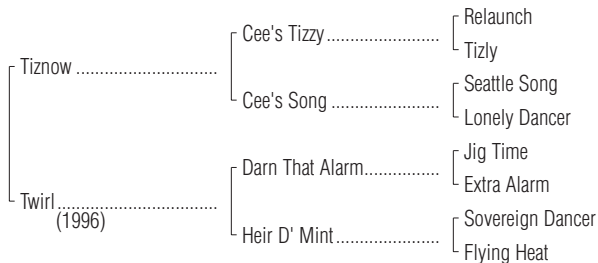 Relaunch
Cee's Tizzy ........................
Tizly
Tiznow ..............................
Seattle Song
Cee's Song .......................
Lonely Dancer
Jig Time
Darn That Alarm................
Extra Alarm
Twirl..................................
(1996)
Sovereign Dancer
Heir D' Mint......................
Flying Heat